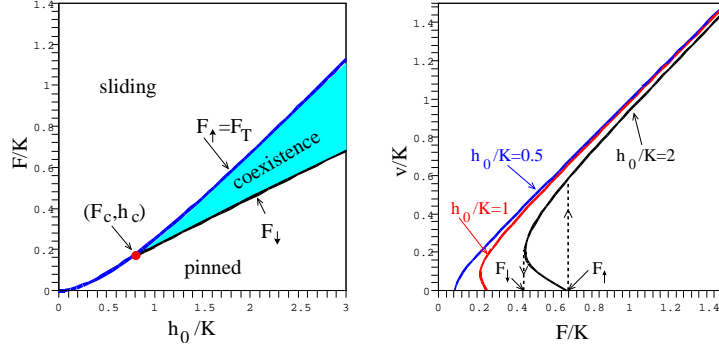 1.4
1.2
1
0.8
0.6
0.4
0.2
0
F/K
sliding
F↑=F_T
coexistence
(F_c,h_c)
F↓
pinned
0 0.5 1 1.5 2 2.5 3
h_0/K
1.4
1.2
1
0.8
0.6
0.4
0.2
0
v/K
h_0/K=0.5
h_0/K=2
h_0/K=1
F↓
F↑
0 0.2 0.4 0.6 0.8 1 1.2 1.4
F/K